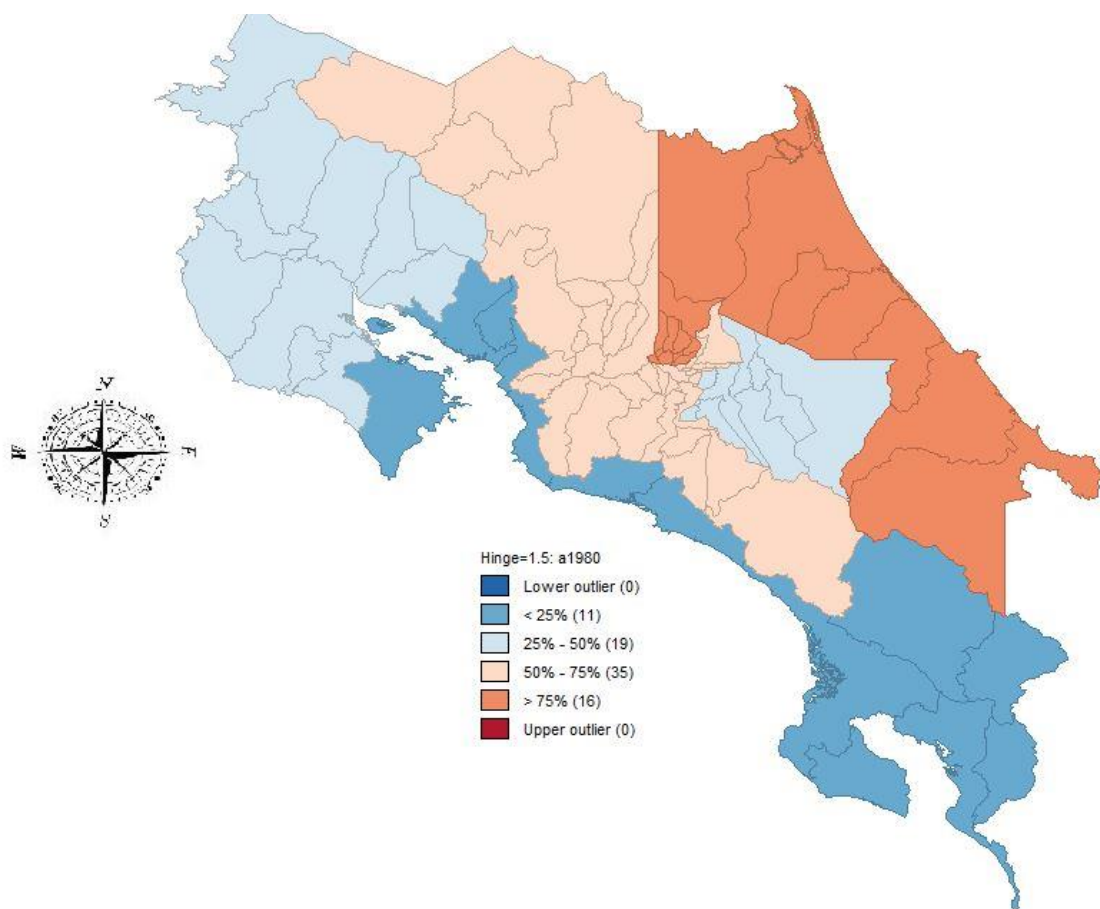 N
S
Hinge=1.5: a1980
Lower outlier (0)
< 25% (11)
25% - 50% (19)
50% - 75% (35)
> 75% (16)
Upper outlier (0)